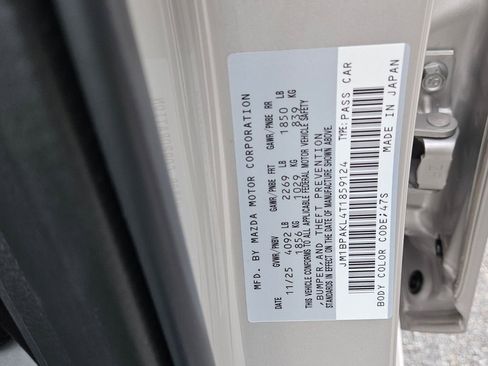 MFD. BY MAZDA MOTOR CORPORATION
DATE GVWR/PNBV GAWR/PNBE FRT GAWR/PNBE RR
11/25 4092 LB 2269 LB 1850 LB
1856 KG 1029 KG 839 KG
THIS VEHICLE CONFORMS TO ALL APPLICABLE FEDERAL MOTOR VEHICLE SAFETY
,BUMPER,AND THEFT PREVENTION
STANDARDS IN EFFECT ON THE DATE OF MANUFACTURE SHOWN ABOVE.
JM1BPAKL4T1859124 TYPE: PASS CAR
BODY COLOR CODE;47S MADE IN JAPAN